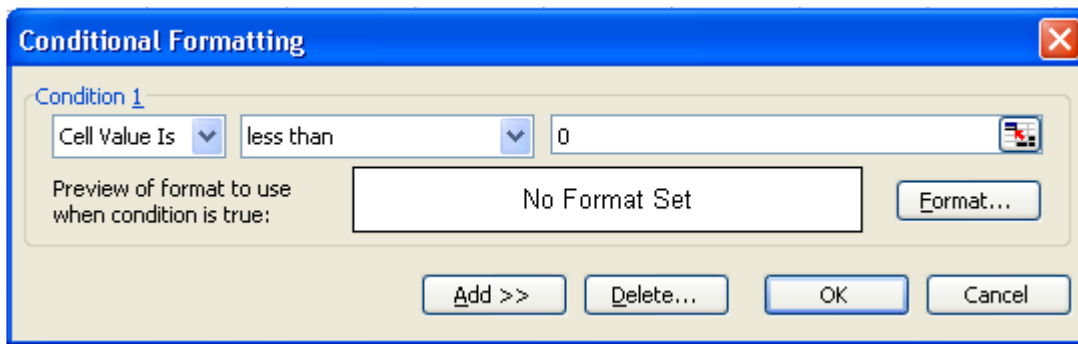 Conditional Formatting
Condition 1
Cell Value Is less than 0
Preview of format to use
when condition is true:
No Format Set
Format...
Add >> Delete... OK Cancel